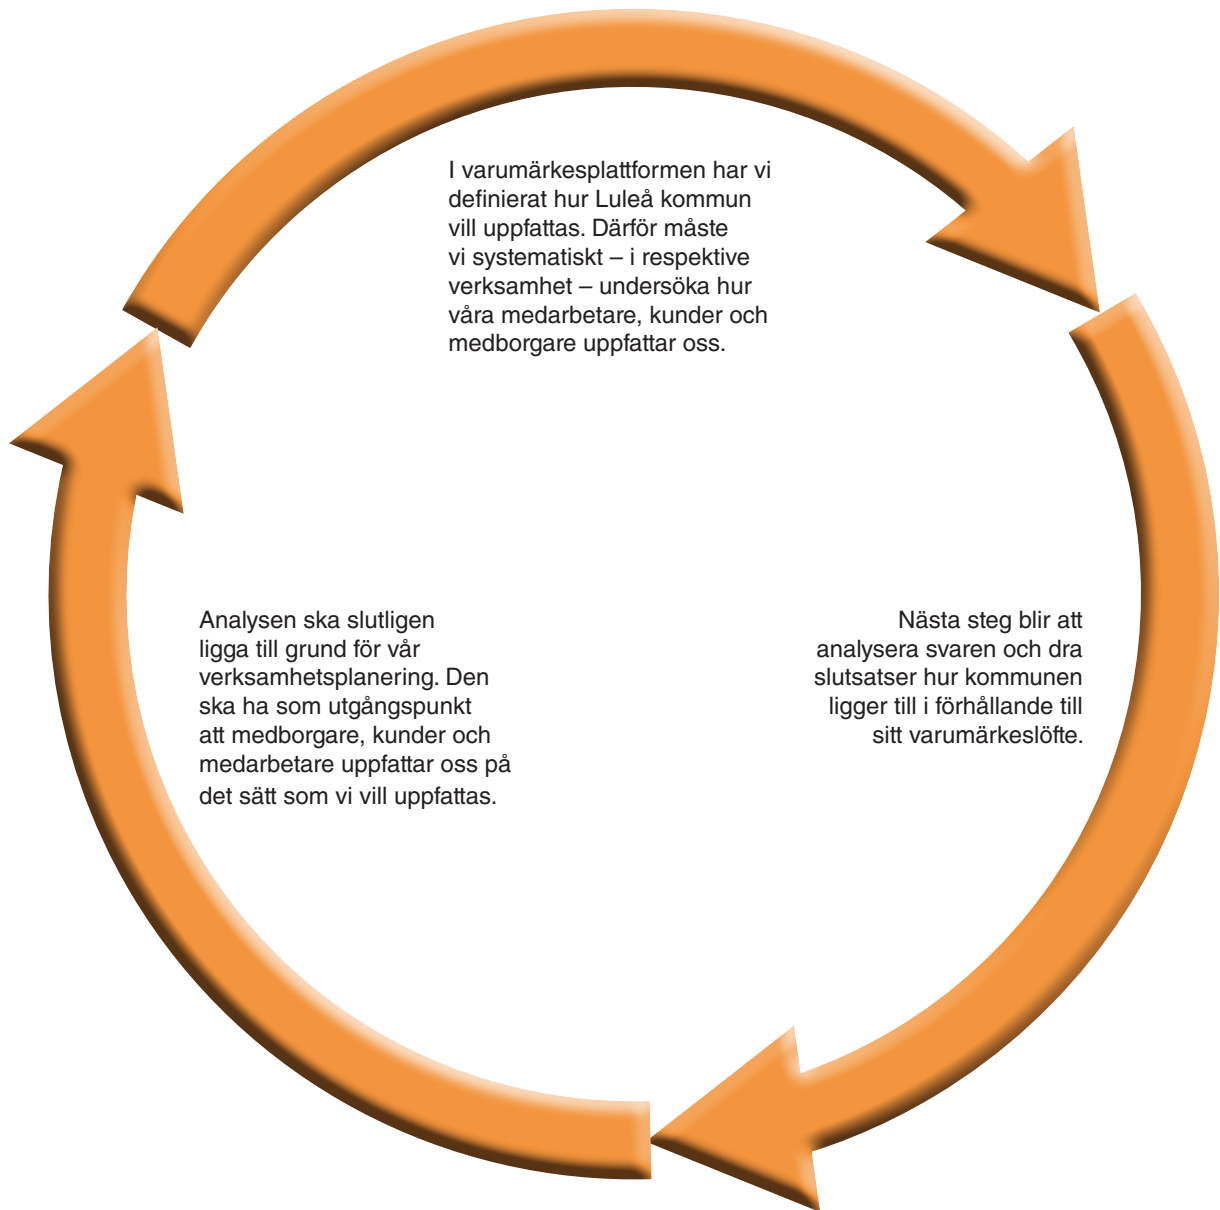 I varumärkesplattformen har vi
definierat hur Luleå kommun
vill uppfattas. Därför måste
vi systematiskt – i respektive
verksamhet – undersöka hur
våra medarbetare, kunder och
medborgare uppfattar oss.
Nästa steg blir att
analysera svaren och dra
slutsatser hur kommunen
ligger till i förhållande till
sitt varumärkeslöfte.
Analysen ska slutligen
ligga till grund för vår
verksamhetsplanering. Den
ska ha som utgångspunkt
att medborgare, kunder och
medarbetare uppfattar oss på
det sätt som vi vill uppfattas.